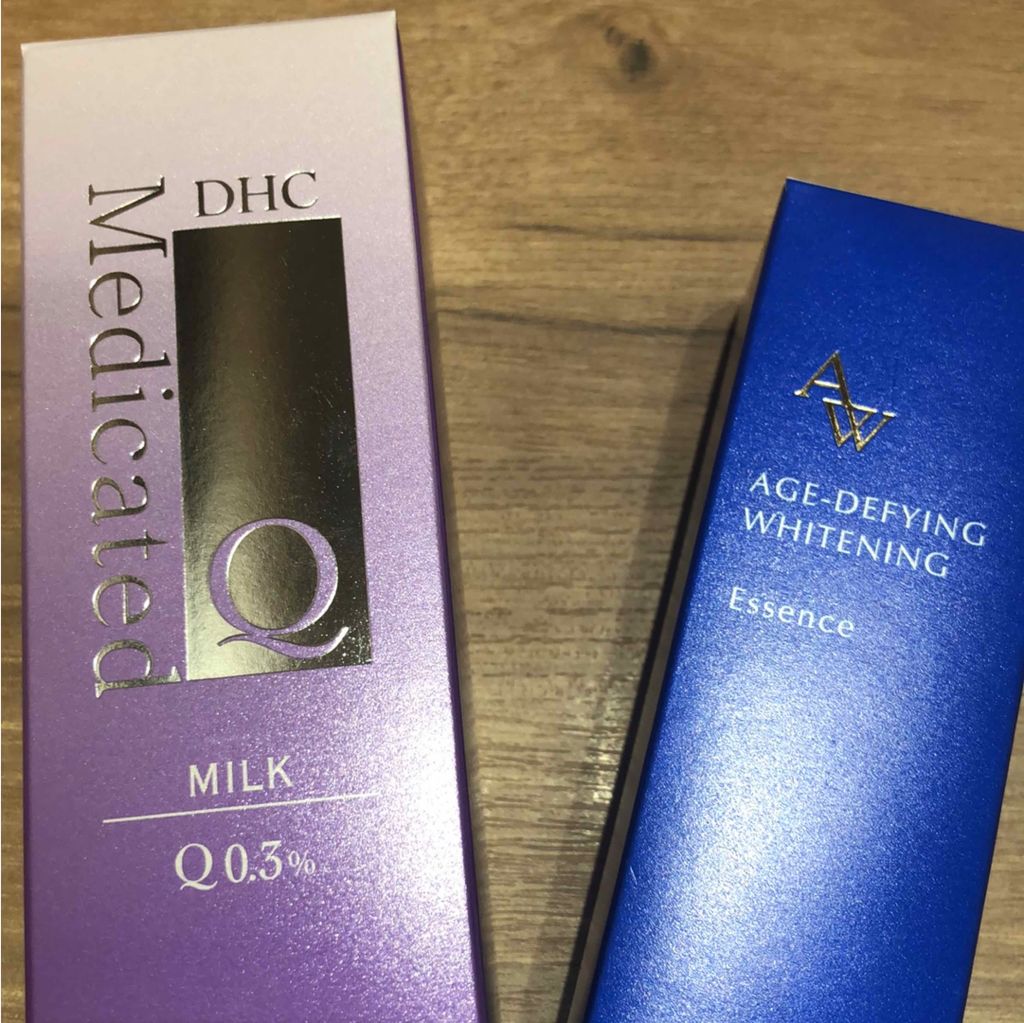 DHC
Medicated
Q
MILK
Q 0.3%
AW
AGE-DEFYING
WHITENING
Essence